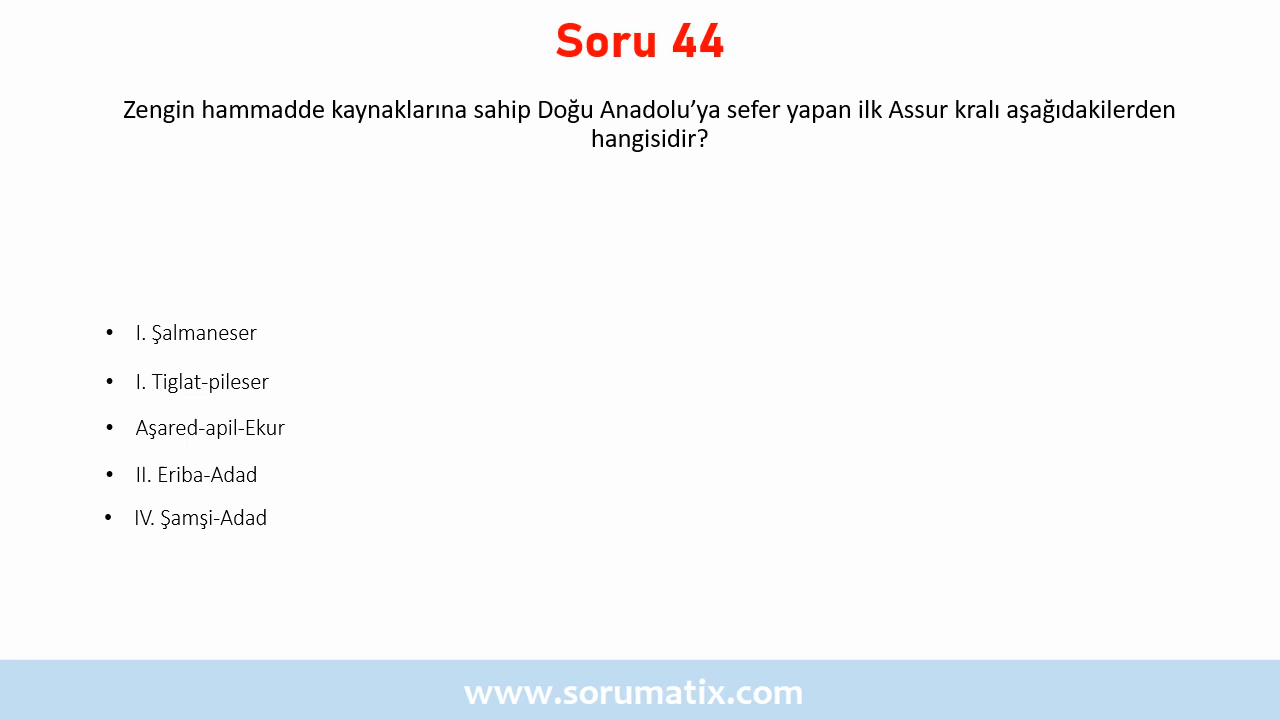 Soru 44
Zengin hammadde kaynaklarına sahip Doğu Anadolu’ya sefer yapan ilk Assur kralı aşağıdakilerden
hangisidir?
• I. Şalmaneser
• I. Tiglat-pileser
• Aşared-apil-Ekur
• II. Eriba-Adad
• IV. Şamşi-Adad
www.sorumatix.com